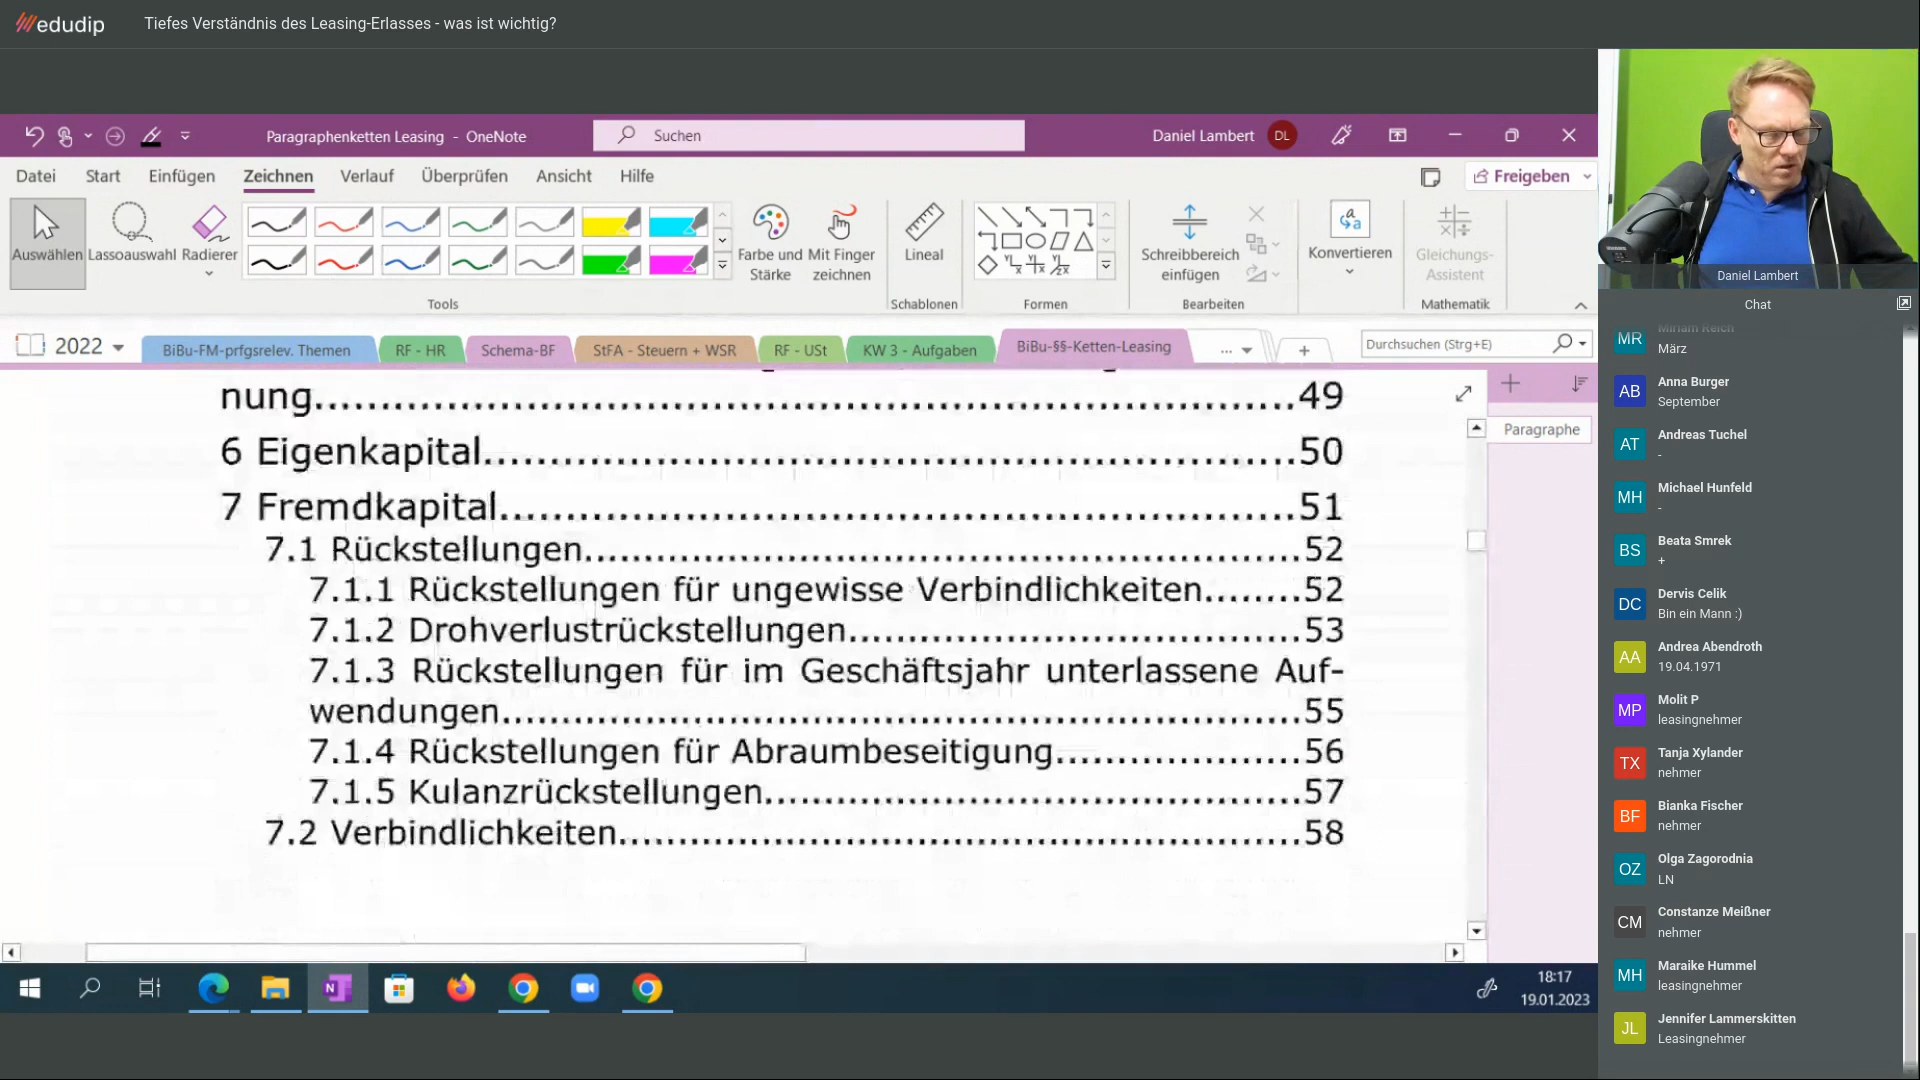 edudip
Tiefes Verständnis des Leasing-Erlasses - was ist wichtig?
Paragraphenketten Leasing - OneNote
Suchen
Daniel Lambert
DL
Datei
Start
Einfügen
Zeichnen
Verlauf
Überprüfen
Ansicht
Hilfe
Freigeben
Auswählen
Lassoauswahl
Radierer
Farbe und Stärke
Mit Finger zeichnen
Lineal
Schreibbereich einfügen
Konvertieren
Gleichungs-Assistent
Tools
Schablonen
Formen
Bearbeiten
Mathematik
2022
BiBu-FM-prfgsrelev. Themen
RF - HR
Schema-BF
StFA - Steuern + WSR
RF - USt
KW 3 - Aufgaben
BiBu-§§-Ketten-Leasing
...
Durchsuchen (Strg+E)
Paragraphe
nung.....49
6 Eigenkapital.....50
7 Fremdkapital.....51
7.1 Rückstellungen.....52
7.1.1 Rückstellungen für ungewisse Verbindlichkeiten........52
7.1.2 Drohverlustrückstellungen.....53
7.1.3 Rückstellungen für im Geschäftsjahr unterlassene Auf-
wendungen.....55
7.1.4 Rückstellungen für Abraumbeseitigung.....56
7.1.5 Kulanzrückstellungen.....57
7.2 Verbindlichkeiten.....58
18:17
19.01.2023
Daniel Lambert
Chat
MR
Miriam Reich
März
AB
Anna Burger
September
AT
Andreas Tuchel
-
MH
Michael Hunfeld
-
BS
Beata Smrek
+
DC
Dervis Celik
Bin ein Mann :)
AA
Andrea Abendroth
19.04.1971
MP
Molit P
leasingnehmer
TX
Tanja Xylander
nehmer
BF
Bianka Fischer
nehmer
OZ
Olga Zagorodnia
LN
CM
Constanze Meißner
nehmer
MH
Maraike Hummel
leasingnehmer
JL
Jennifer Lammerskitten
Leasingnehmer